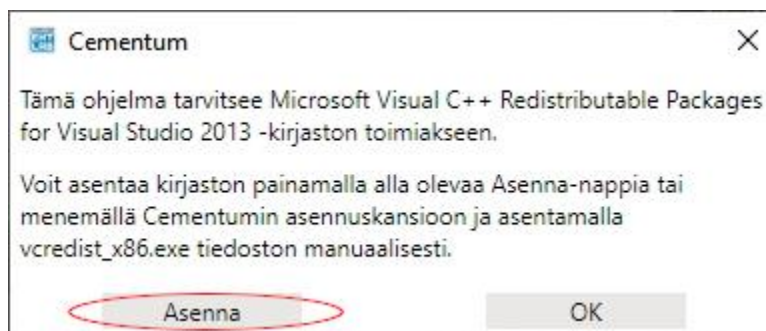 Cementum
Tämä ohjelma tarvitsee Microsoft Visual C++ Redistributable Packages
for Visual Studio 2013 -kirjaston toimiakseen.
Voit asentaa kirjaston painamalla alla olevaa Asenna-nappia tai
menemällä Cementumin asennuskansioon ja asentamalla
vcredist_x86.exe tiedoston manuaalisesti.
Asenna OK